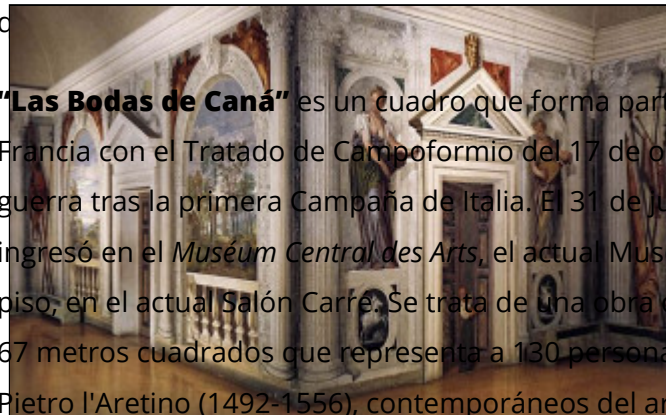 “Las Bodas de Caná” es un cuadro que forma
Francia con el Tratado de Campoformio del 17 de
guerra tras la primera Campaña de Italia. El 31 de
ingresó en el Muséum Central des Arts, el actual
piso, en el actual Salón Carré. Se trata de una obra
67 metros cuadrados que representa a 130
Pietro l'Aretino (1492-1556), contemporáneos del